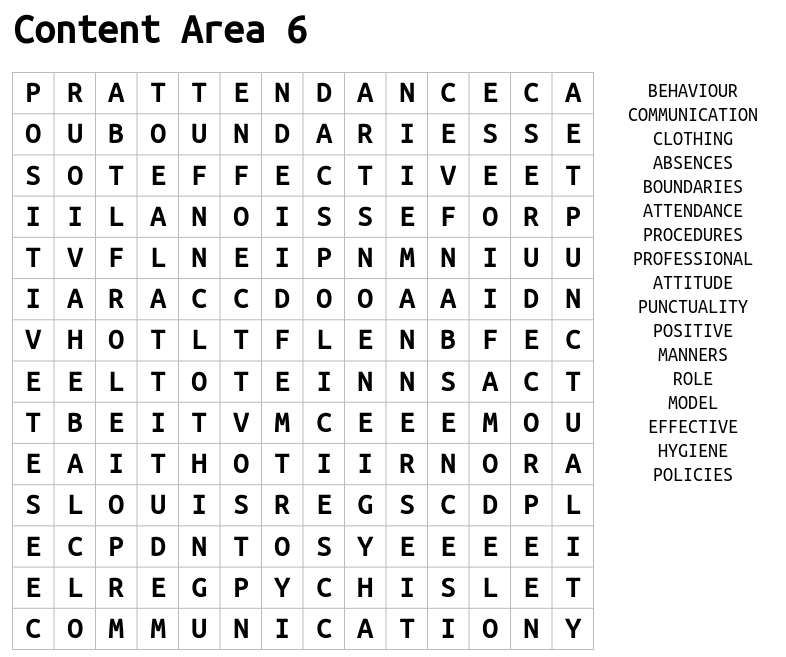 Content Area 6
P R A T T E N D A N C E C A
O U B O U N D A R I E S S E
S O T E F F E C T I V E E T
I I L A N O I S S E F O R P
T V F L N E I P N M N I U U
I A R A C C D O O A A I D N
V H O T L T F L E N B F E C
E E L T O T E I N N S A C T
T B E I T V M C E E E M O U
E A I T H O T I I R N O R A
S L O U I S R E G S C D P L
E C P D N T O S Y E E E E I
E L R E G P Y C H I S L E T
C O M M U N I C A T I O N Y
BEHAVIOUR
COMMUNICATION
CLOTHING
ABSENCES
BOUNDARIES
ATTENDANCE
PROCEDURES
PROFESSIONAL
ATTITUDE
PUNCTUALITY
POSITIVE
MANNERS
ROLE
MODEL
EFFECTIVE
HYGIENE
POLICIES